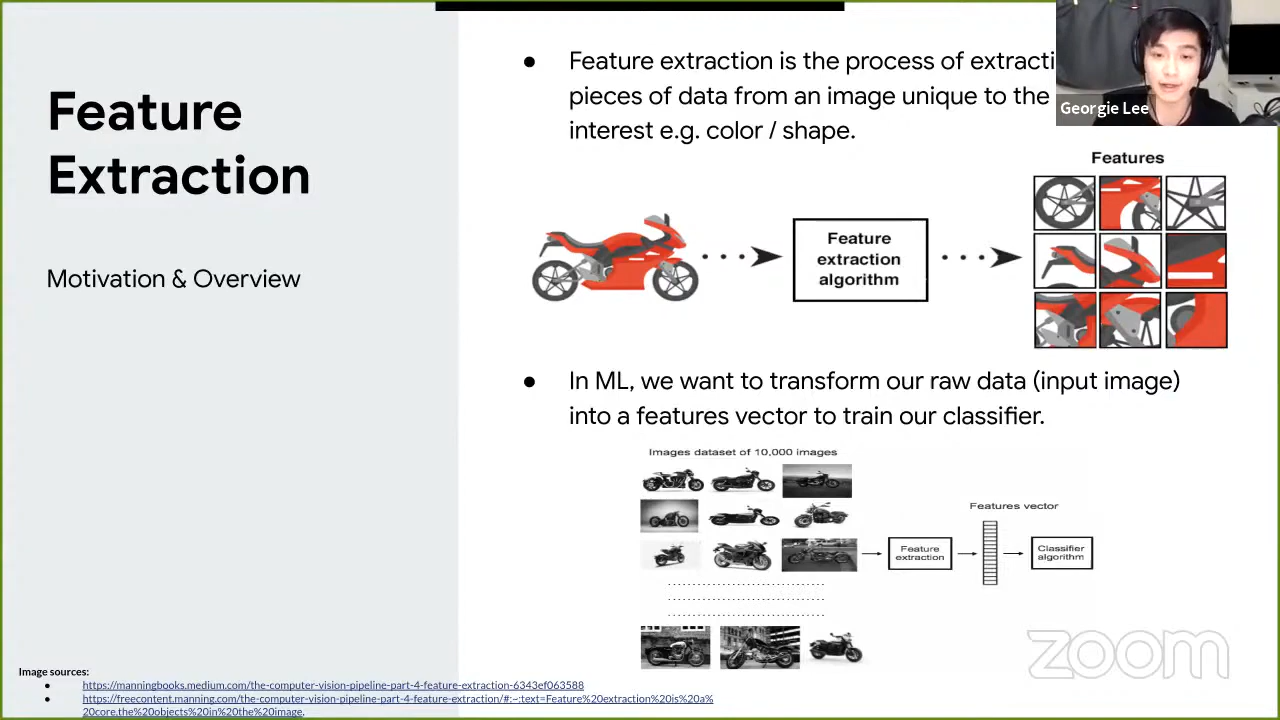 Feature
Extraction
Motivation & Overview
Feature extraction is the process of extracti
pieces of data from an image unique to the
interest e.g. color / shape.
Georgie Lee
Features
Feature
extraction
algorithm
In ML, we want to transform our raw data (input image)
into a features vector to train our classifier.
Images dataset of 10,000 images
Features vector
Feature
extraction
Classifier
algorithm
zoom
Image sources:
https://manningbooks.medium.com/the-computer-vision-pipeline-part-4-feature-extraction-6343ef063588
https://freecontent.manning.com/the-computer-vision-pipeline-part-4-feature-extraction/#:~:text=Feature%20extraction%20is%20a%
20core,the%20objects%20in%20the%20image.